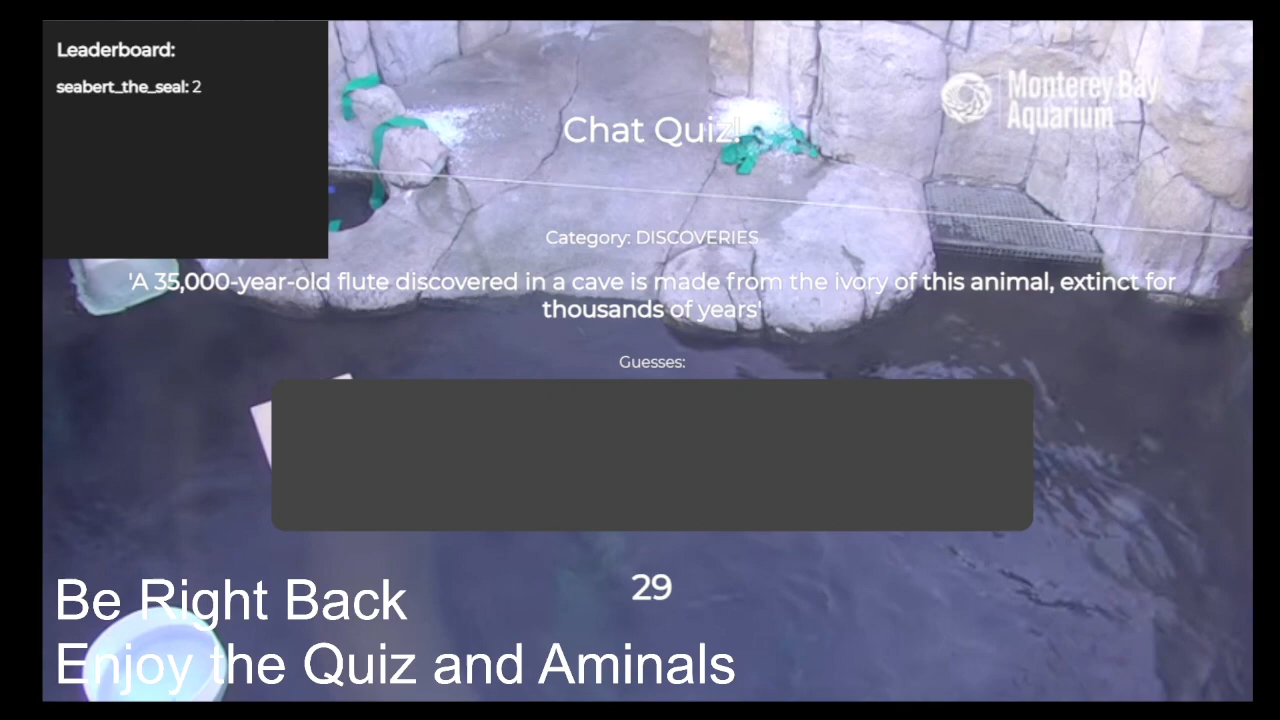 Leaderboard:
seabert_the_seal: 2
Monterey Bay
Aquarium
Chat Quiz!
Category: DISCOVERIES
'A 35,000-year-old flute discovered in a cave is made from the ivory of this animal, extinct for
thousands of years'
Guesses:
29
Be Right Back
Enjoy the Quiz and Aminals